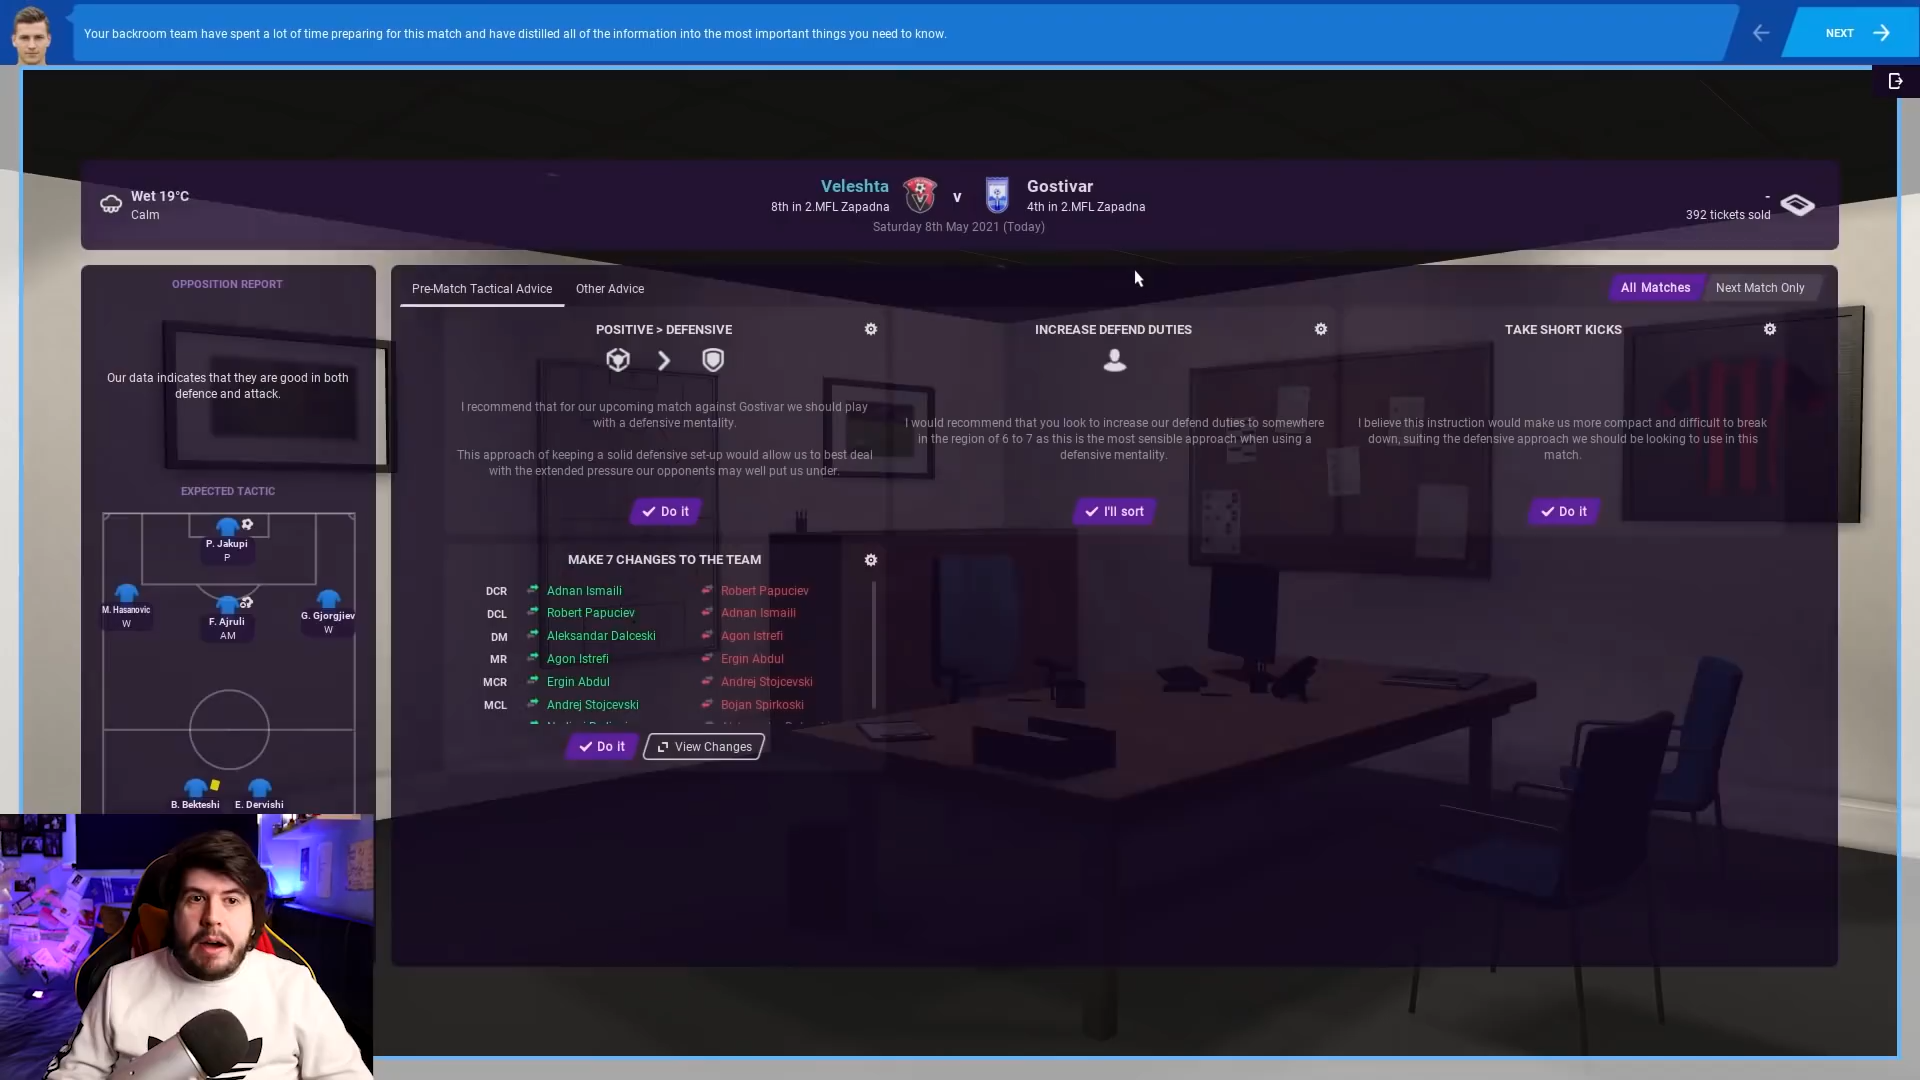 Your backroom team have spent a lot of time preparing for this match and have distilled all of the information into the most important things you need to know.
NEXT
Wet 19°C
Calm
Veleshta
8th in 2.MFL Zapadna
v
Gostivar
4th in 2.MFL Zapadna
Saturday 8th May 2021 (Today)
-
392 tickets sold
OPPOSITION REPORT
Our data indicates that they are good in both
defence and attack.
EXPECTED TACTIC
P. Jakupi
P
M. Hasanovic
W
F. Ajruli
AM
G. Gjorgjiev
W
B. Bekteshi
E. Dervishi
Pre-Match Tactical Advice
Other Advice
All Matches
Next Match Only
POSITIVE > DEFENSIVE
I recommend that for our upcoming match against Gostivar we should play
with a defensive mentality.
This approach of keeping a solid defensive set-up would allow us to best deal
with the extended pressure our opponents may well put us under.
Do it
INCREASE DEFEND DUTIES
I would recommend that you look to increase our defend duties to somewhere
in the region of 6 to 7 as this is the most sensible approach when using a
defensive mentality.
I'll sort
TAKE SHORT KICKS
I believe this instruction would make us more compact and difficult to break
down, suiting the defensive approach we should be looking to use in this
match.
Do it
MAKE 7 CHANGES TO THE TEAM
DCR Adnan Ismaili Robert Papuciev
DCL Robert Papuciev Adnan Ismaili
DM Aleksandar Dalceski Agon Istrefi
MR Agon Istrefi Ergin Abdul
MCR Ergin Abdul Andrej Stojcevski
MCL Andrej Stojcevski Bojan Spirkoski
Do it
View Changes